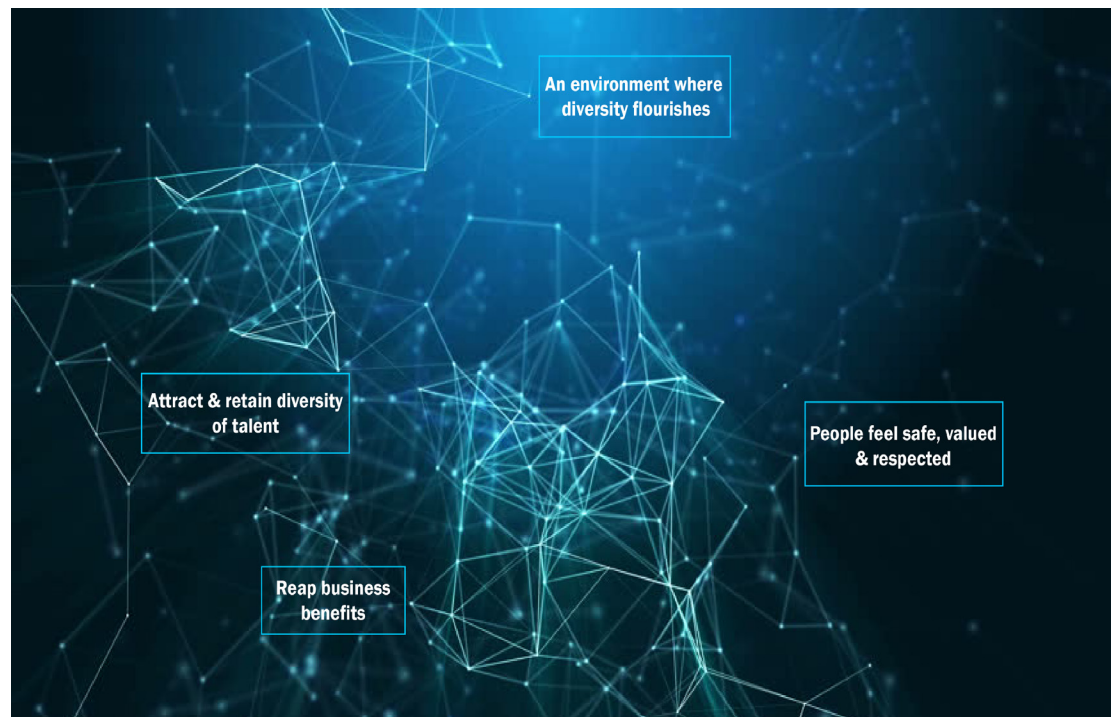 An environment where
diversity flourishes
Attract & retain diversity
of talent
People feel safe, valued
& respected
Reap business
benefits